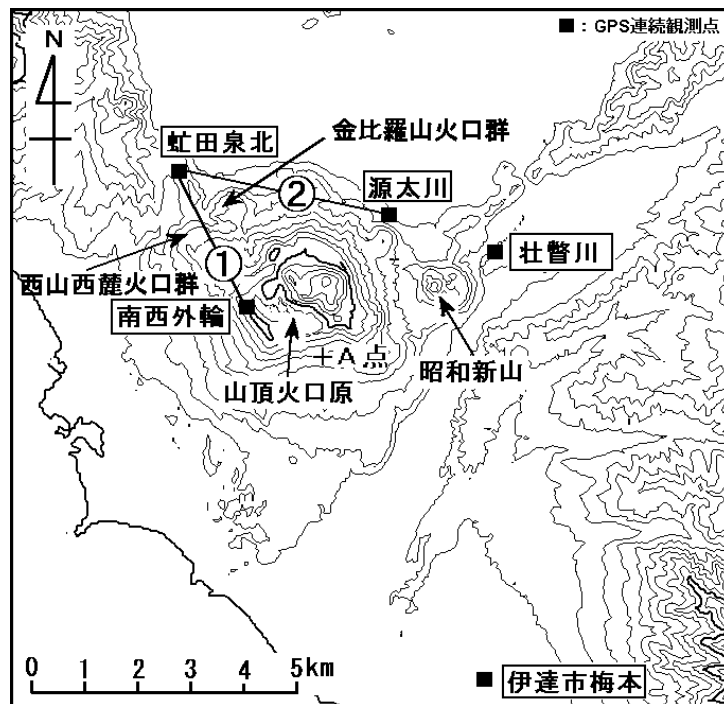 ■：GPS連続観測点
N
金比羅山火口群
虻田泉北
②
源太川
壮瞥川
①
西山西麓火口群
南西外輪
＋A点
山頂火口原
昭和新山
0 1 2 3 4 5km
■ 伊達市梅本